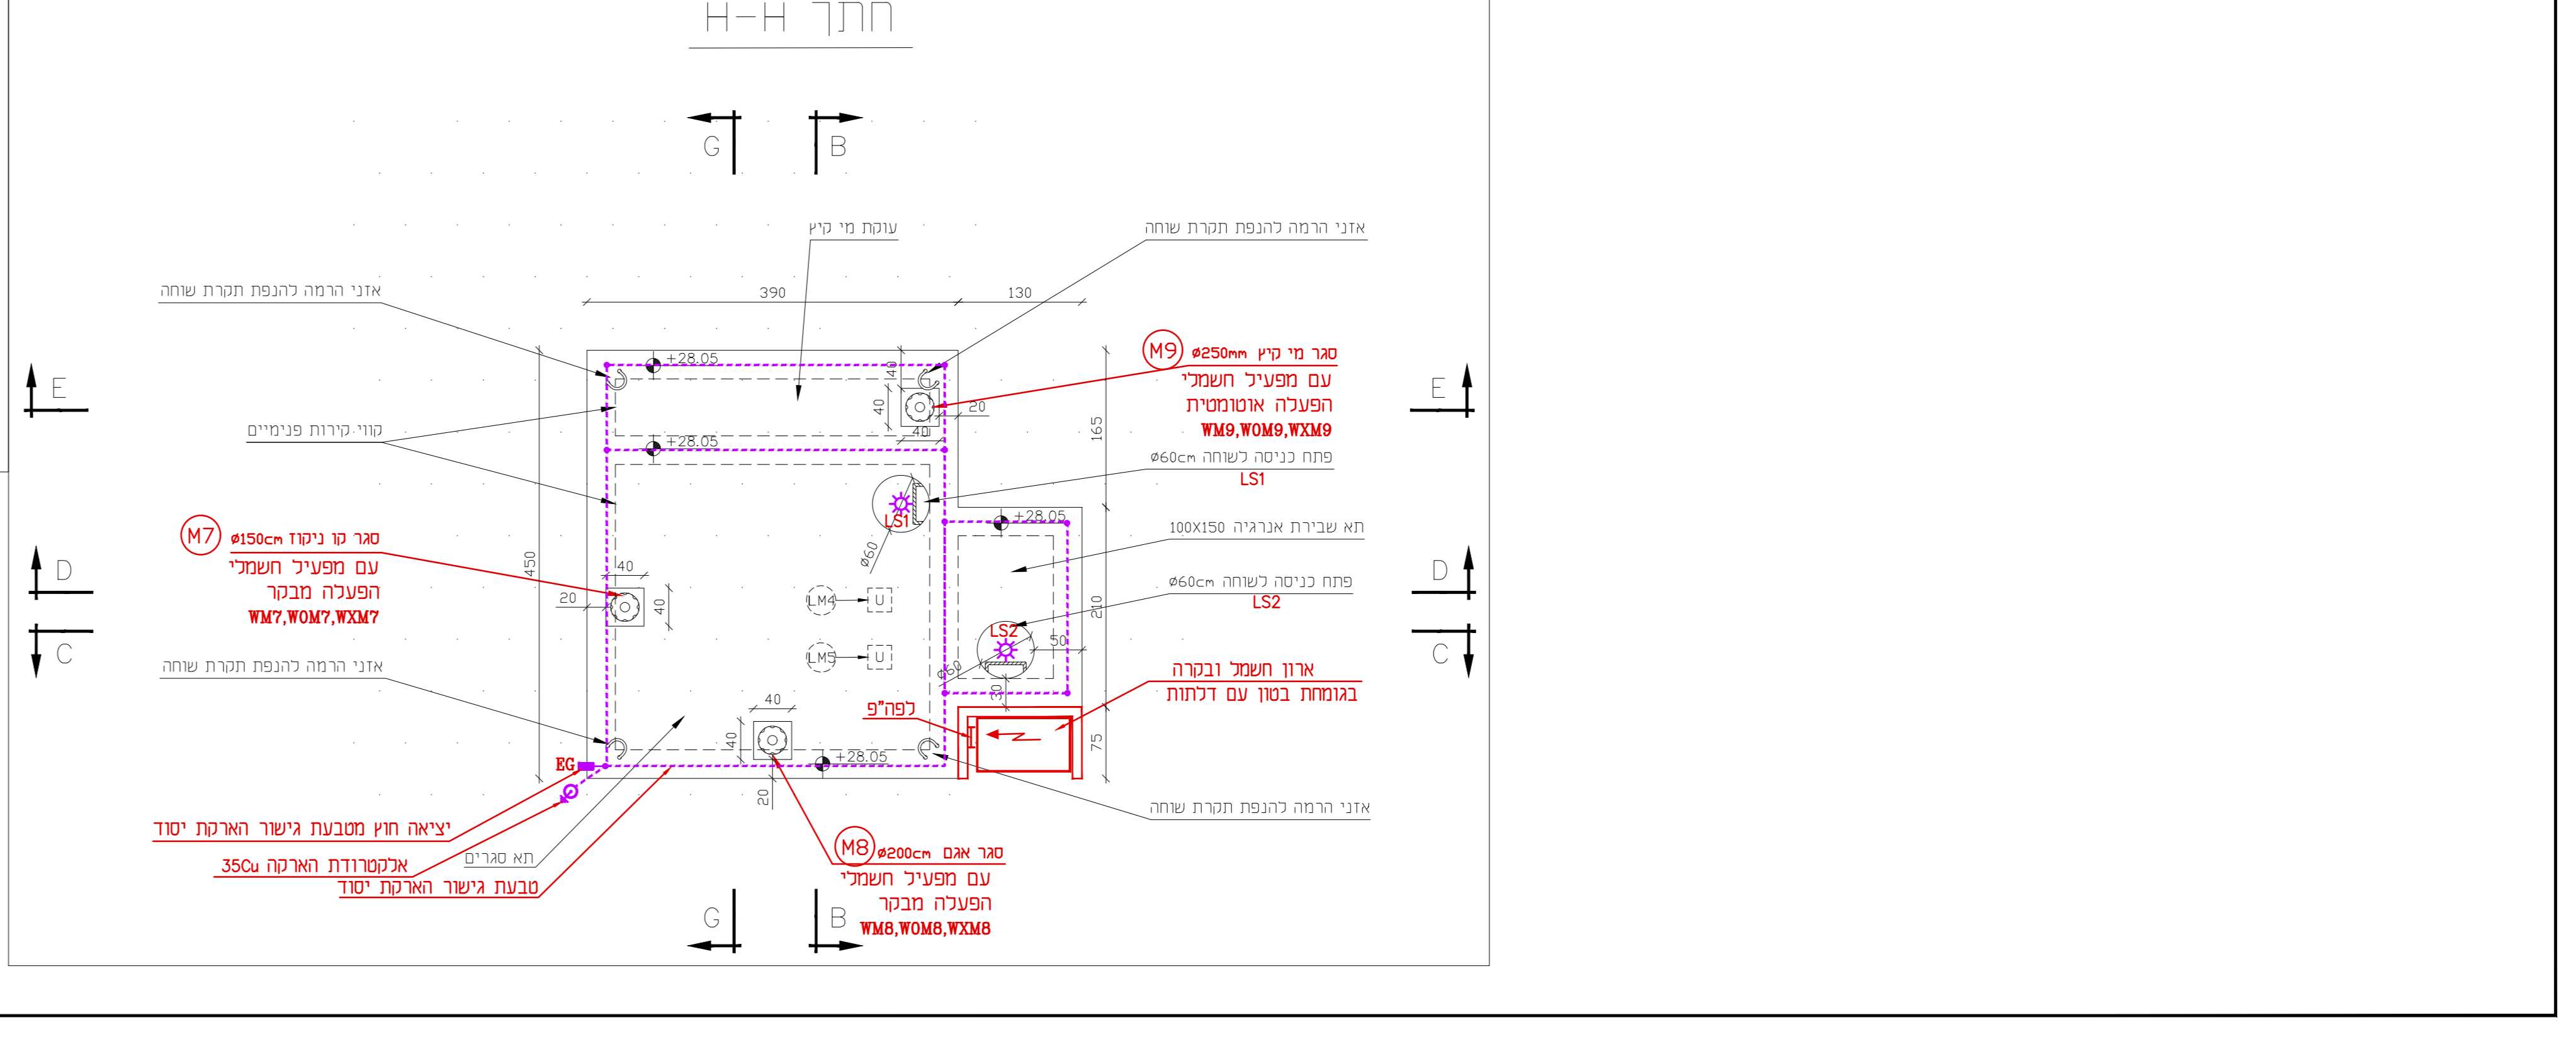 חתך H-H
G
B
עוקת מי קיץ
אזני הרמה להנפת תקרת שוחה
אזני הרמה להנפת תקרת שוחה
390
130
M9
סגר מי קיץ ø250mm
עם מפעיל חשמלי
הפעלה אוטומטית
WM9,WOM9,WXM9
+28.05
40
40
20
40
165
E
E
קווי קירות פנימיים
+28.05
פתח כניסה לשוחה ø60cm
LS1
LS1
ø60
+28.05
תא שבירת אנרגיה 100X150
M7
סגר קו ניקוז ø150cm
עם מפעיל חשמלי
הפעלה מבקר
WM7,WOM7,WXM7
450
40
20
40
D
D
פתח כניסה לשוחה ø60cm
LS2
LM4
U
210
LS2
50
C
C
LM5
U
ø60
30
אזני הרמה להנפת תקרת שוחה
ארון חשמל ובקרה
בגומחת בטון עם דלתות
40
40
לפה"פ
75
+28.05
EG
20
אזני הרמה להנפת תקרת שוחה
יציאה חוץ מטבעת גישור הארקת יסוד
אלקטרודת הארקה 35Cu
תא סגרים
טבעת גישור הארקת יסוד
M8
סגר אגם ø200cm
עם מפעיל חשמלי
הפעלה מבקר
WM8,WOM8,WXM8
G
B